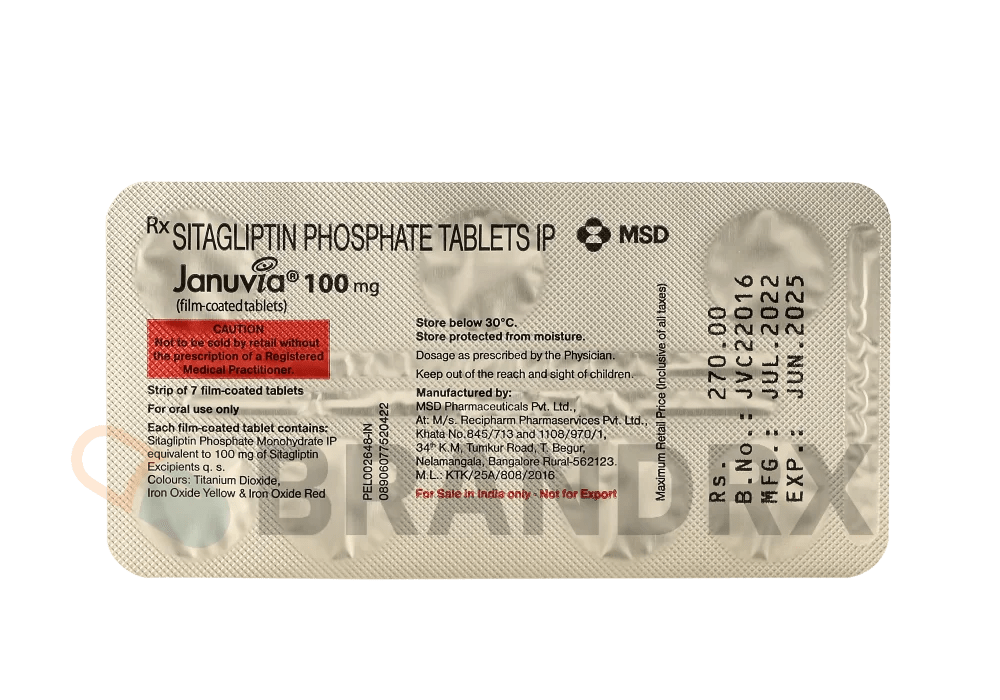 Rx SITAGLIPTIN PHOSPHATE TABLETS IP
MSD
Januvia® 100 mg
(film-coated tablets)
CAUTION
Not to be sold by retail without
the prescription of a Registered
Medical Practitioner.
Strip of 7 film-coated tablets
For oral use only
Each film-coated tablet contains:
Sitagliptin Phosphate Monohydrate IP
equivalent to 100 mg of Sitagliptin
Excipients q. s.
Colours: Titanium Dioxide,
Iron Oxide Yellow & Iron Oxide Red
PEL002648-IN
08906077520422
Store below 30°C.
Store protected from moisture.
Dosage as prescribed by the Physician.
Keep out of the reach and sight of children.
Manufactured by:
MSD Pharmaceuticals Pvt. Ltd.,
At: M/s. Recipharm Pharmaservices Pvt. Ltd.,
Khata No.845/713 and 1108/970/1,
34th K.M, Tumkur Road, T. Begur,
Nelamangala, Bangalore Rural-562123.
M.L.: KTK/25A/808/2016
For Sale in India only - Not for Export
Maximum Retail Price (Inclusive of all taxes)
Rs. 270.00
B.No.: JVC22016
MFG.: JUL.2022
EXP.: JUN.2025
BRANDRX